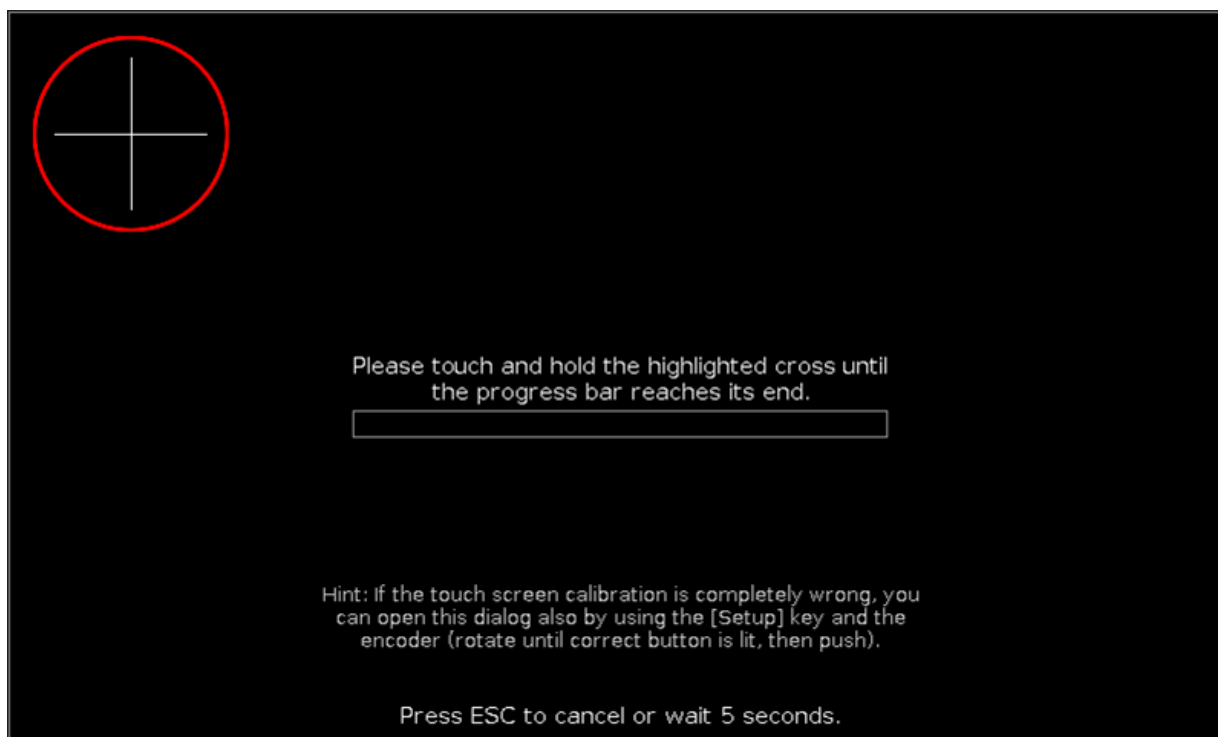 Please touch and hold the highlighted cross until
the progress bar reaches its end.
Hint: If the touch screen calibration is completely wrong, you
can open this dialog also by using the [Setup] key and the
encoder (rotate until correct button is lit, then push).
Press ESC to cancel or wait 5 seconds.